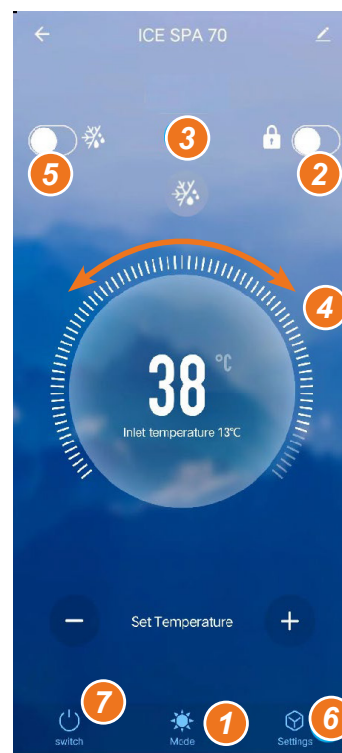 ICE SPA 70
3
5
2
4
38 °C
Inlet temperature 13℃
Set Temperature
7
1
6
switch
Mode
Settings